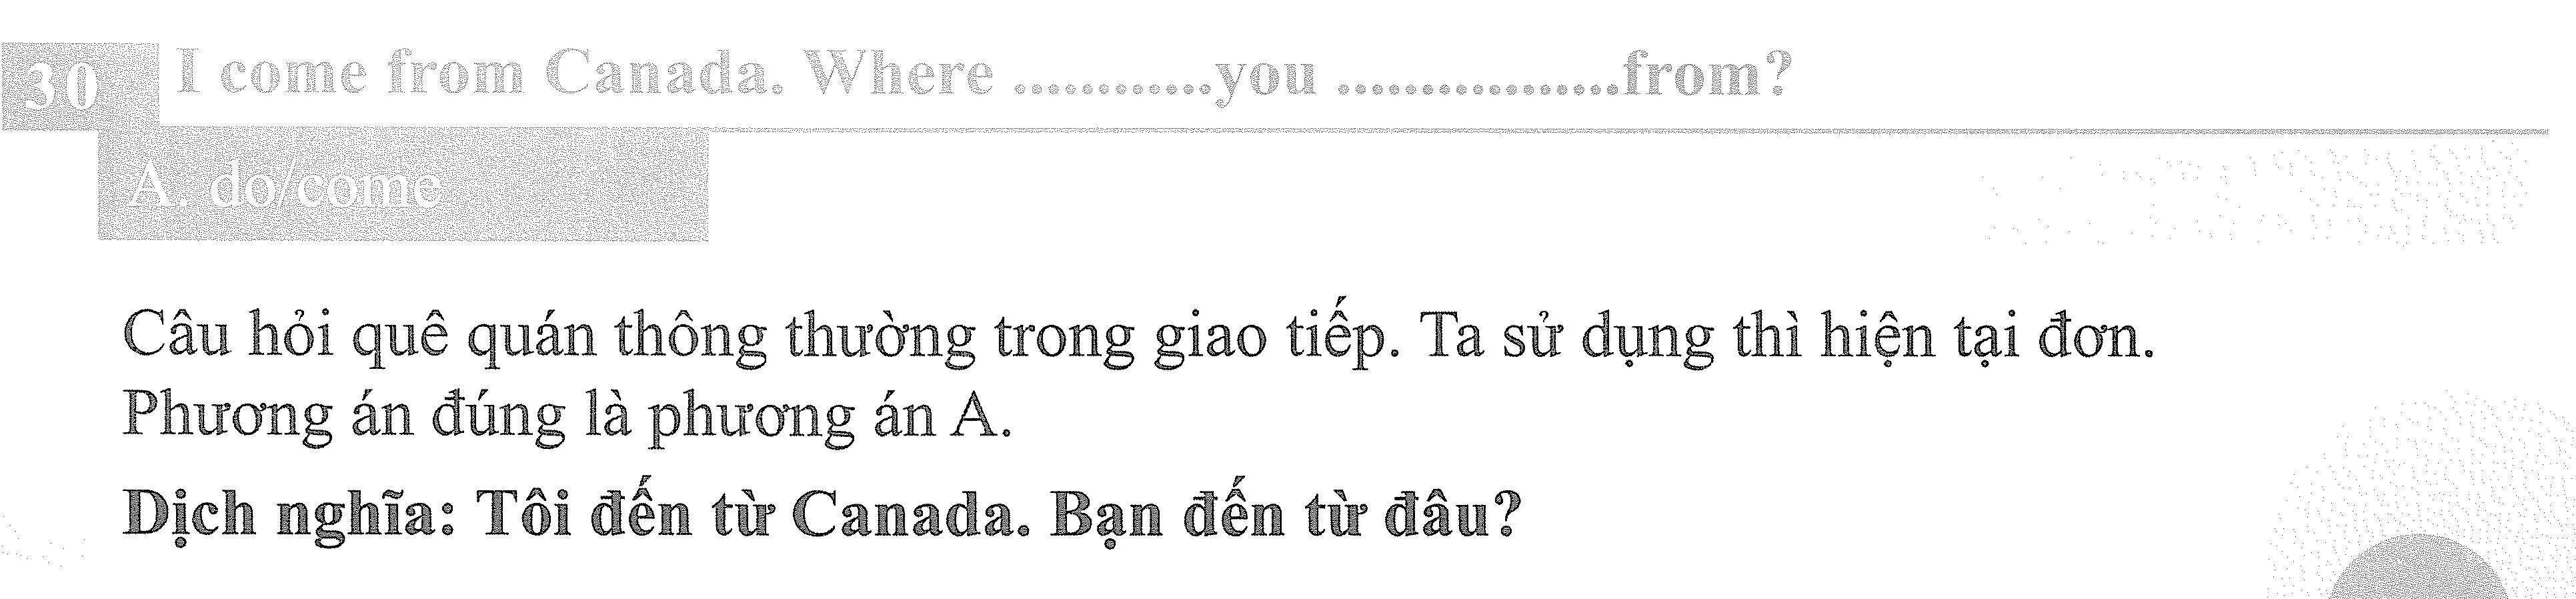 30 I come from Canada. Where ............you .................from?
A. do/come
Câu hỏi quê quán thông thường trong giao tiếp. Ta sử dụng thì hiện tại đơn.
Phương án đúng là phương án A.
Dịch nghĩa: Tôi đến từ Canada. Bạn đến từ đâu?